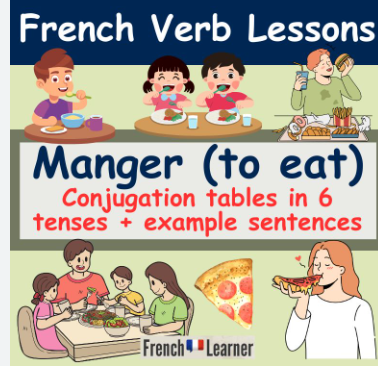 French Verb Lessons
Manger (to eat)
Conjugation tables in 6
tenses + example sentences
French Learner